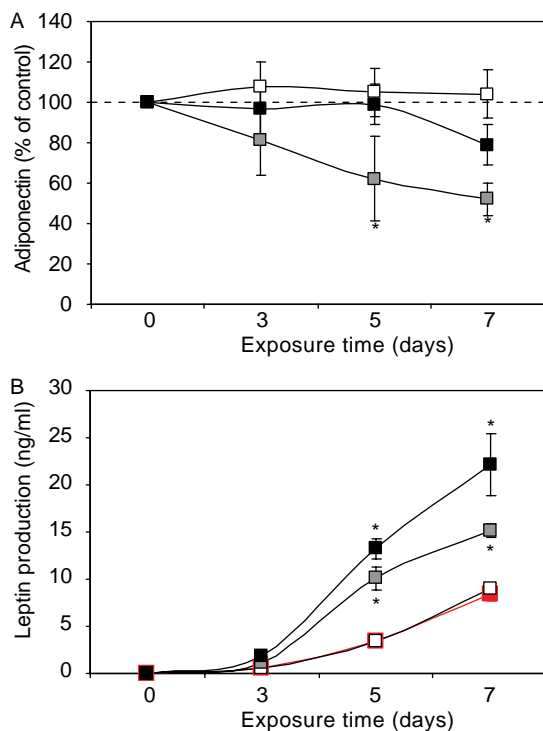 A
140
120
100
80
60
40
20
0
Adiponectin (% of control)
* *
0 3 5 7
Exposure time (days)
B
30
25
20
15
10
5
0
Leptin production (ng/ml)
*
*
*
*
0 3 5 7
Exposure time (days)